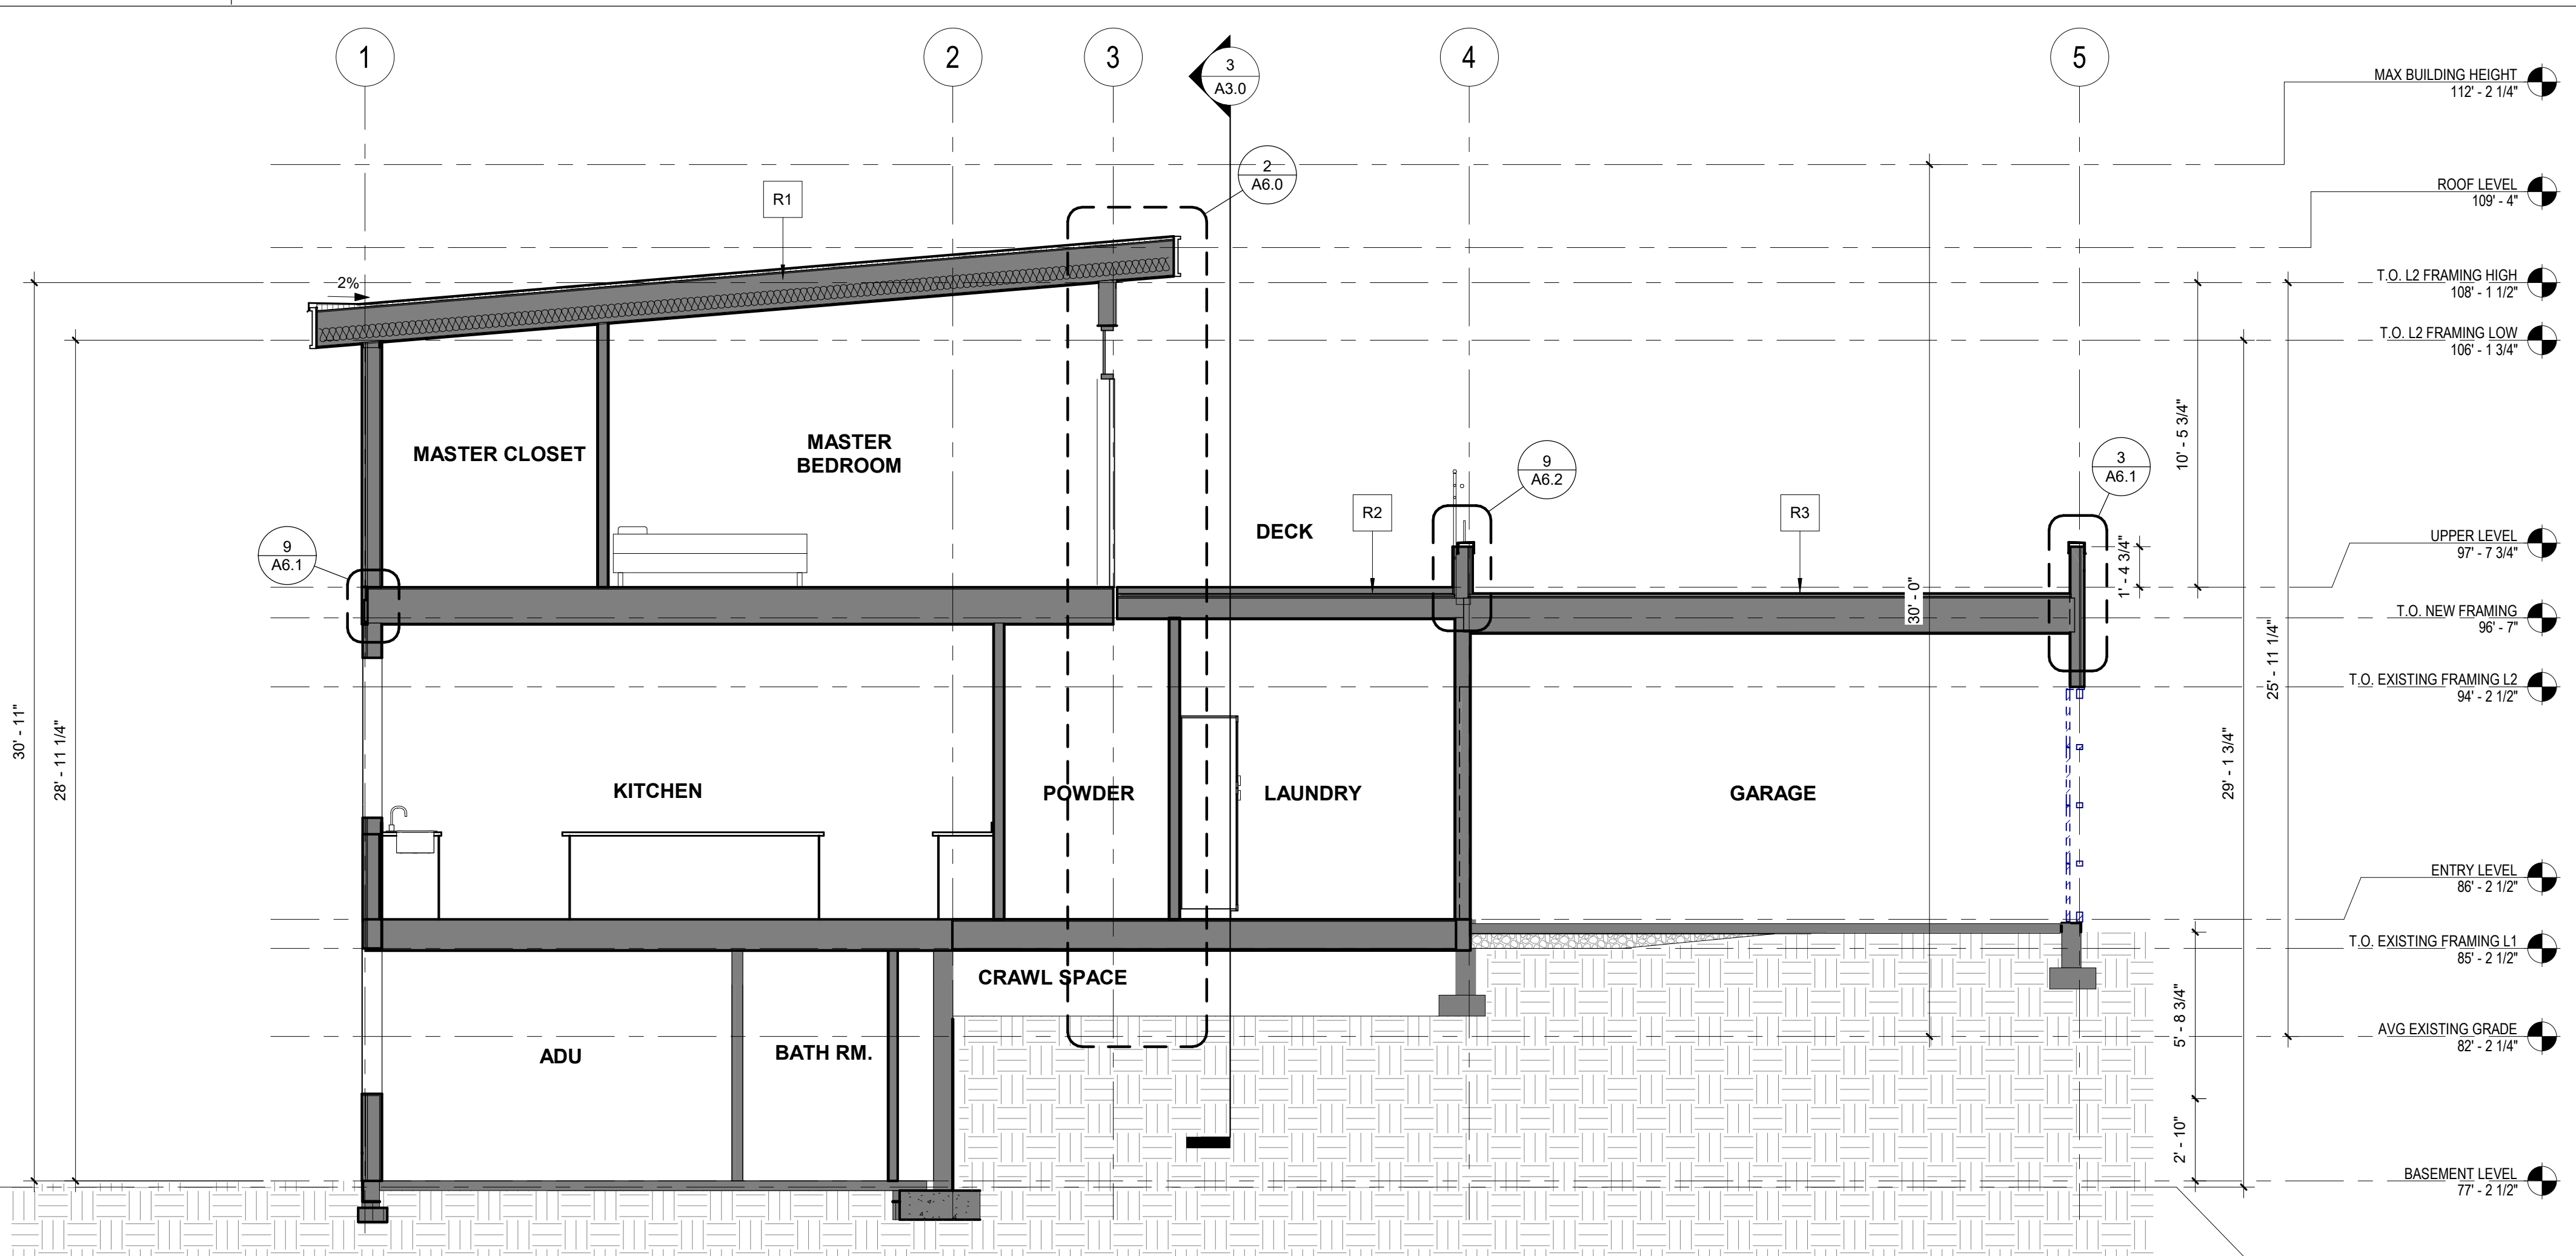 1
2
3
4
5
3
A3.0
MAX BUILDING HEIGHT
112' - 2 1/4"
2
A6.0
ROOF LEVEL
109' - 4"
R1
T.O. L2 FRAMING HIGH
108' - 1 1/2"
2%
T.O. L2 FRAMING LOW
106' - 1 3/4"
MASTER CLOSET
MASTER
BEDROOM
10' - 5 3/4"
9
A6.2
3
A6.1
R2
R3
DECK
9
A6.1
1' - 4 3/4"
UPPER LEVEL
97' - 7 3/4"
30' - 0"
T.O. NEW FRAMING
96' - 7"
25' - 11 1/4"
T.O. EXISTING FRAMING L2
94' - 2 1/2"
30' - 11"
28' - 11 1/4"
29' - 1 3/4"
KITCHEN
POWDER
LAUNDRY
GARAGE
ENTRY LEVEL
86' - 2 1/2"
T.O. EXISTING FRAMING L1
85' - 2 1/2"
CRAWL SPACE
5' - 8 3/4"
ADU
BATH RM.
AVG EXISTING GRADE
82' - 2 1/4"
2' - 10"
BASEMENT LEVEL
77' - 2 1/2"